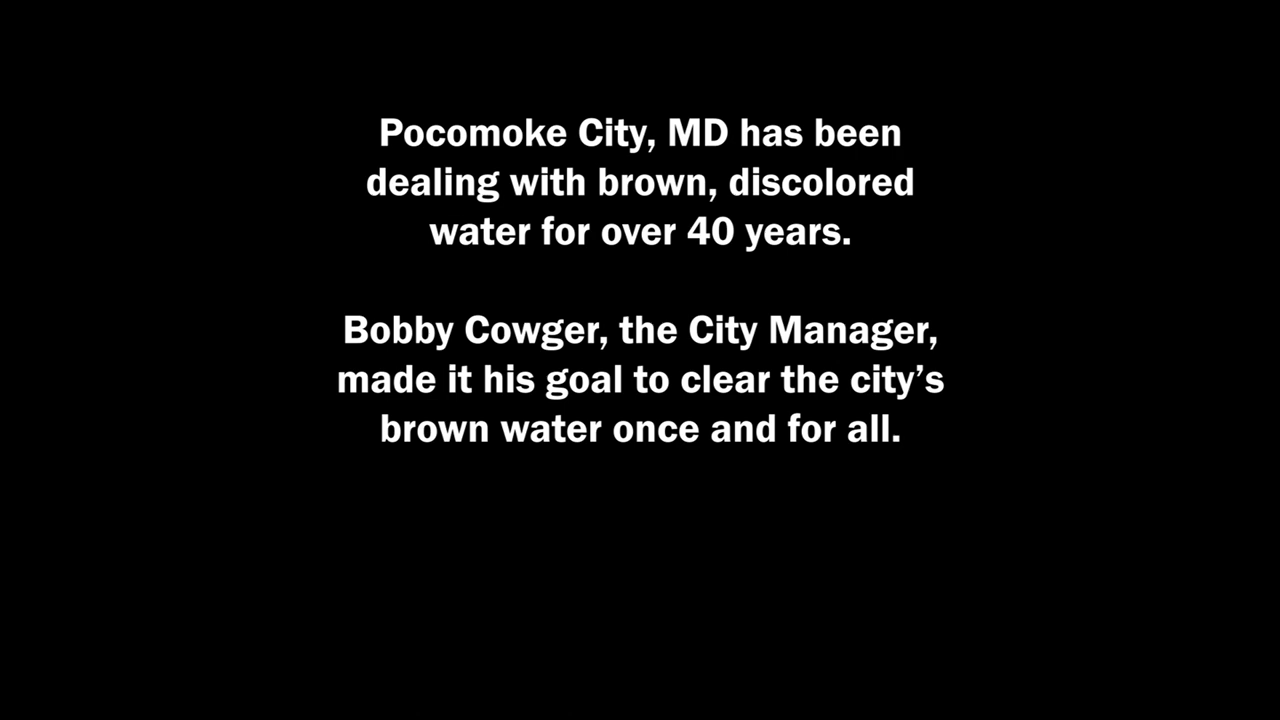 Pocomoke City, MD has been
dealing with brown, discolored
water for over 40 years.
Bobby Cowger, the City Manager,
made it his goal to clear the city’s
brown water once and for all.